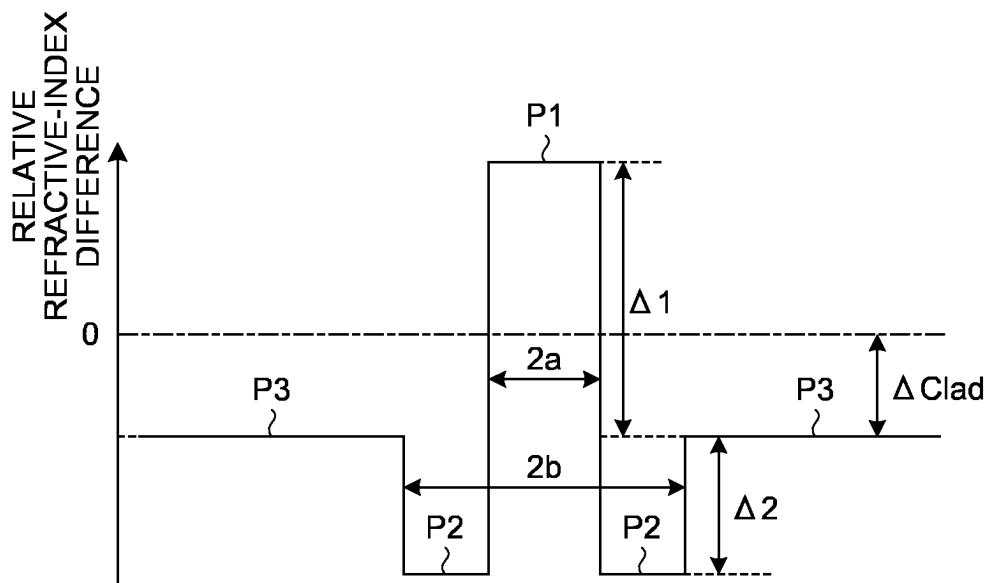 RELATIVE
REFRACTIVE-INDEX
DIFFERENCE
P1
Δ1
0
2a
ΔClad
P3
P3
2b
Δ2
P2
P2